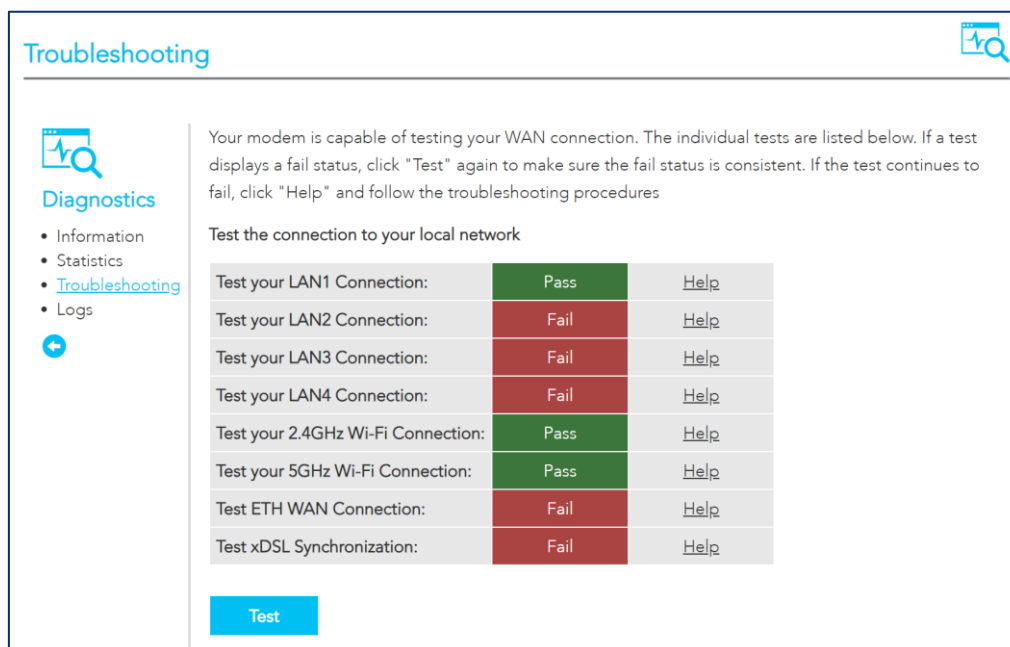 Troubleshooting
Diagnostics
• Information
• Statistics
• Troubleshooting
• Logs
Your modem is capable of testing your WAN connection. The individual tests are listed below. If a test
displays a fail status, click "Test" again to make sure the fail status is consistent. If the test continues to
fail, click "Help" and follow the troubleshooting procedures
Test the connection to your local network
Test your LAN1 Connection: Pass Help
Test your LAN2 Connection: Fail Help
Test your LAN3 Connection: Fail Help
Test your LAN4 Connection: Fail Help
Test your 2.4GHz Wi-Fi Connection: Pass Help
Test your 5GHz Wi-Fi Connection: Pass Help
Test ETH WAN Connection: Fail Help
Test xDSL Synchronization: Fail Help
Test